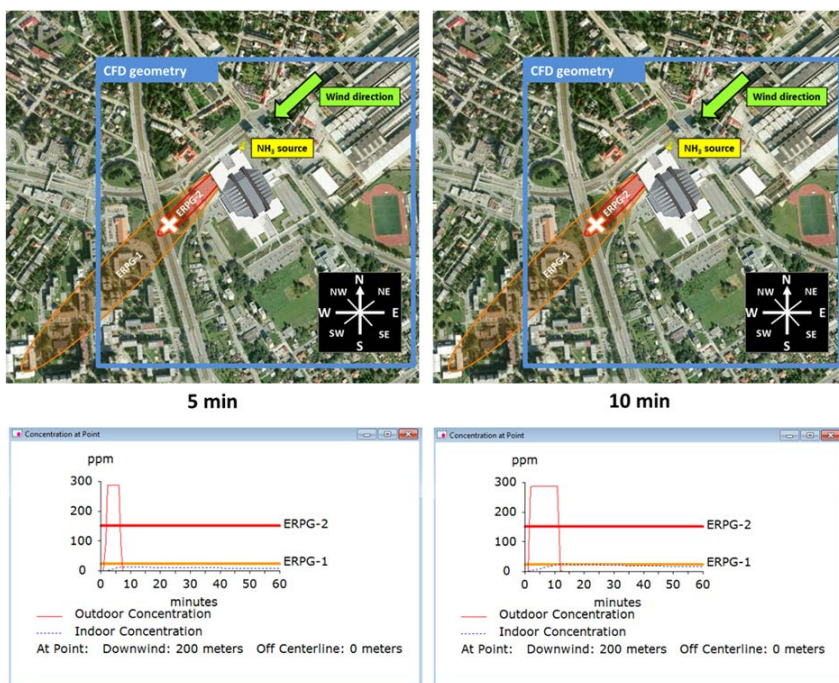 CFD geometry
Wind direction
NH₃ source
ERPG-2
ERPG-1
N
NW NE
W E
SW SE
S
5 min
CFD geometry
Wind direction
NH₃ source
ERPG-2
ERPG-1
N
NW NE
W E
SW SE
S
10 min
Concentration at Point
ppm
300
200
ERPG-2
100
ERPG-1
0
0 10 20 30 40 50 60
minutes
Outdoor Concentration
Indoor Concentration
At Point: Downwind: 200 meters Off Centerline: 0 meters
Concentration at Point
ppm
300
200
ERPG-2
100
ERPG-1
0
0 10 20 30 40 50 60
minutes
Outdoor Concentration
Indoor Concentration
At Point: Downwind: 200 meters Off Centerline: 0 meters